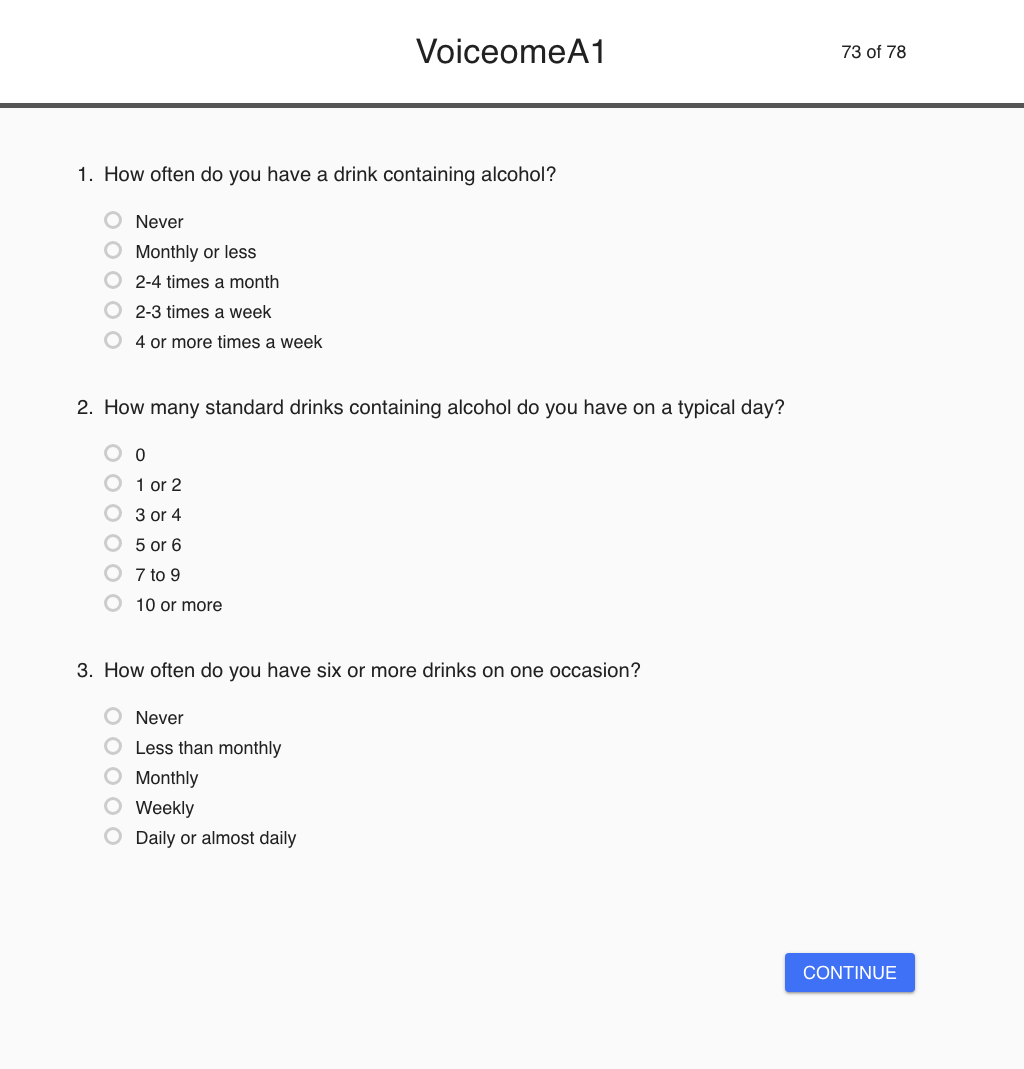 VoiceomeA1
73 of 78
1. How often do you have a drink containing alcohol?
Never
Monthly or less
2-4 times a month
2-3 times a week
4 or more times a week
2. How many standard drinks containing alcohol do you have on a typical day?
0
1 or 2
3 or 4
5 or 6
7 to 9
10 or more
3. How often do you have six or more drinks on one occasion?
Never
Less than monthly
Monthly
Weekly
Daily or almost daily
CONTINUE